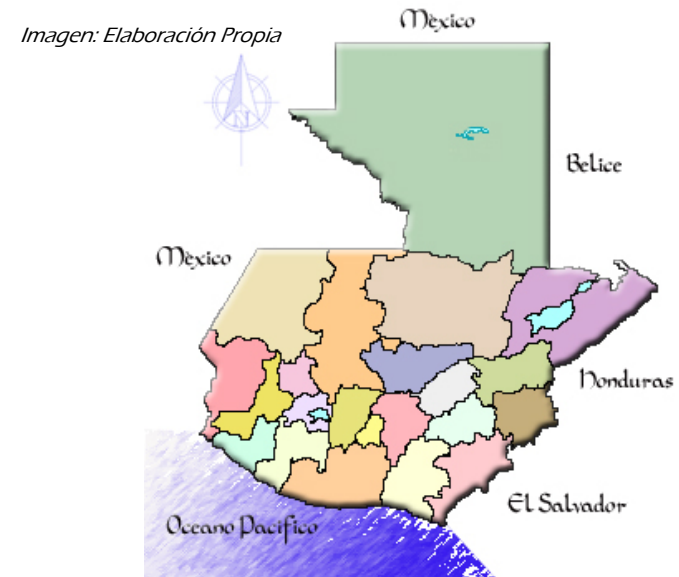 Imagen: Elaboración Propia
Mèxico
N
Belice
Mèxico
Honduras
El Salvador
Oceano Pacifico